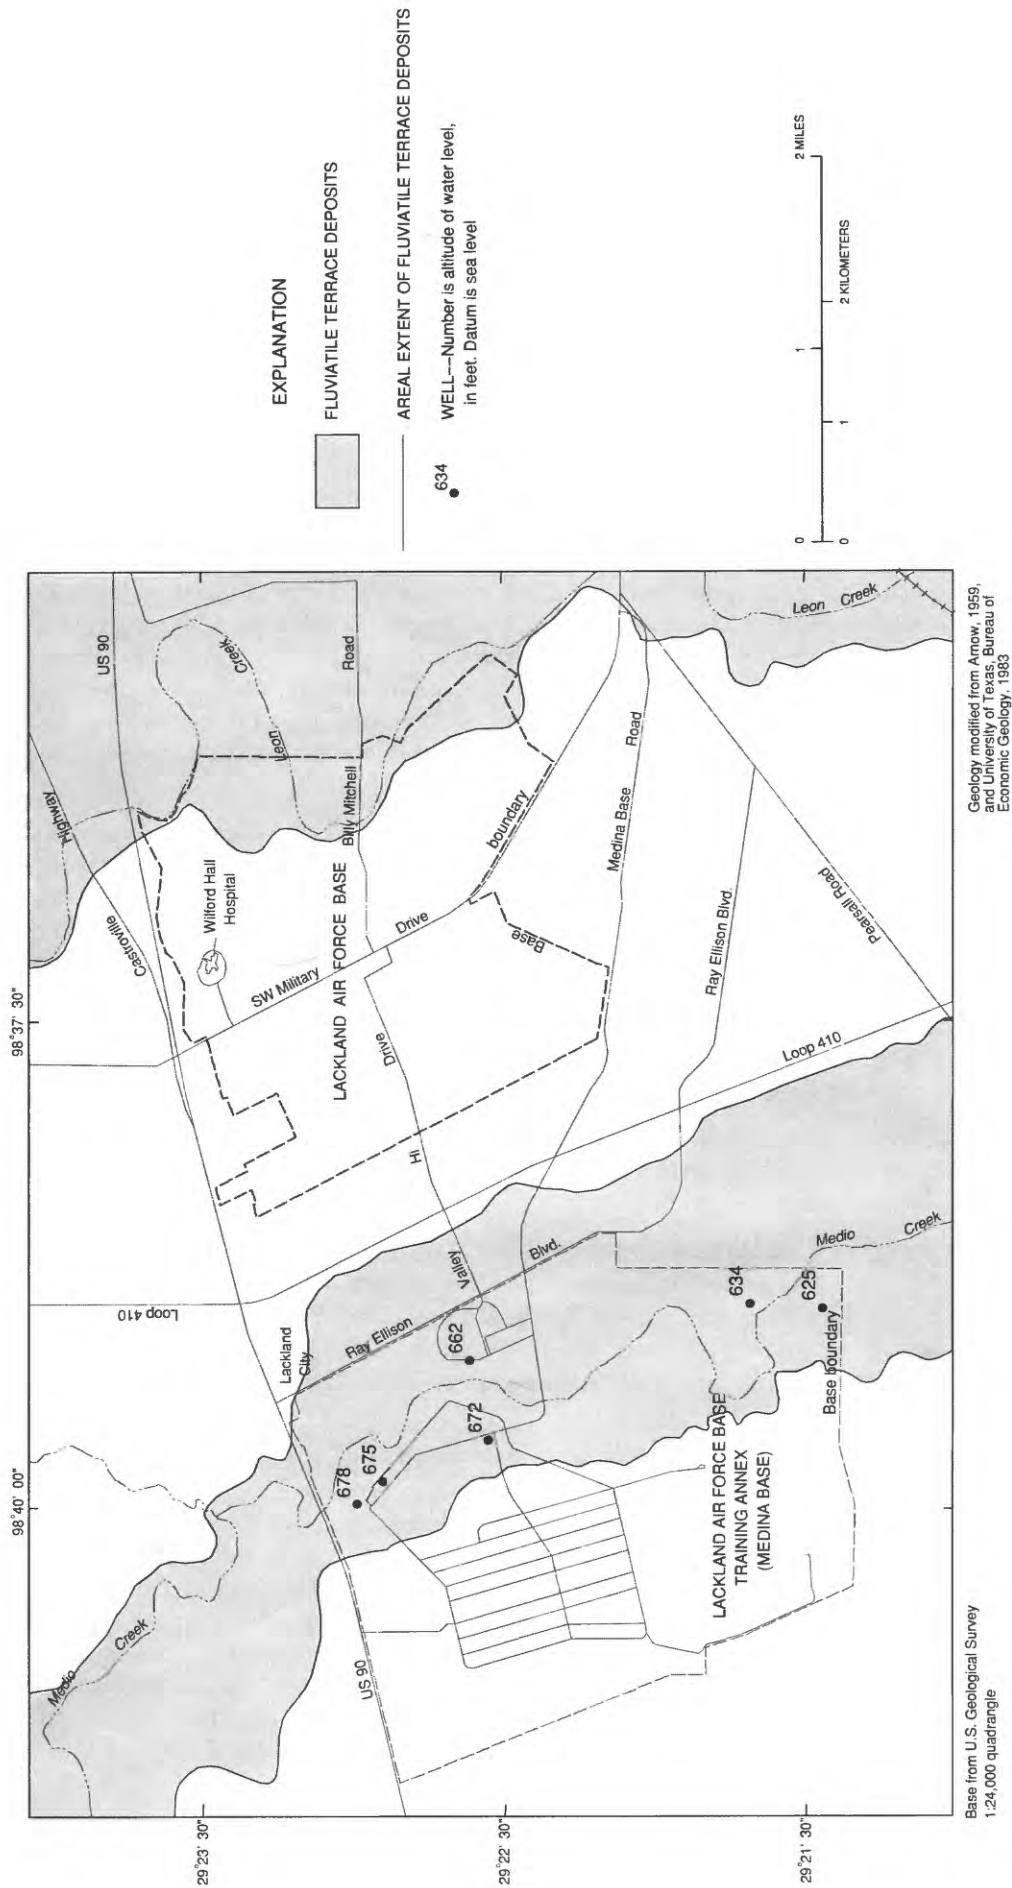 98°40' 00"
98°37' 30"
29°23' 30"
29°22' 30"
29°21' 30"
Medio
Creek
US 90
Lackland
City
Loop 410
Ray Ellison
Blvd.
Valley
Hi
Drive
678
675
672
662
634
625
Base boundary
Medio
Creek
LACKLAND AIR FORCE BASE
TRAINING ANNEX
(MEDINA BASE)
Castroville
Highway
US 90
Wilford Hall
Hospital
SW Military
Drive
LACKLAND AIR FORCE BASE
Billy Mitchell
Road
Leon
Creek
Base
boundary
Medina Base
Road
Ray Ellison Blvd.
Pearsall Road
Loop 410
Leon Creek
Base from U.S. Geological Survey
1:24,000 quadrangle
Geology modified from Arnow, 1959,
and University of Texas, Bureau of
Economic Geology, 1983
EXPLANATION
FLUVIATILE TERRACE DEPOSITS
AREAL EXTENT OF FLUVIATILE TERRACE DEPOSITS
634
WELL--Number is altitude of water level,
in feet. Datum is sea level
0 1 2 MILES
0 1 2 KILOMETERS